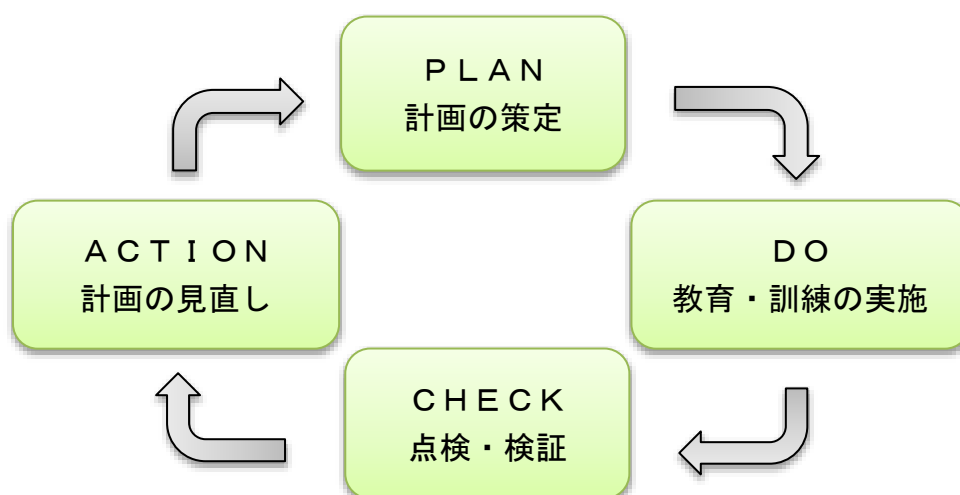 ＰＬＡＮ
計画の策定
ＤＯ
教育・訓練の実施
ＣＨＥＣＫ
点検・検証
ＡＣＴＩＯＮ
計画の見直し